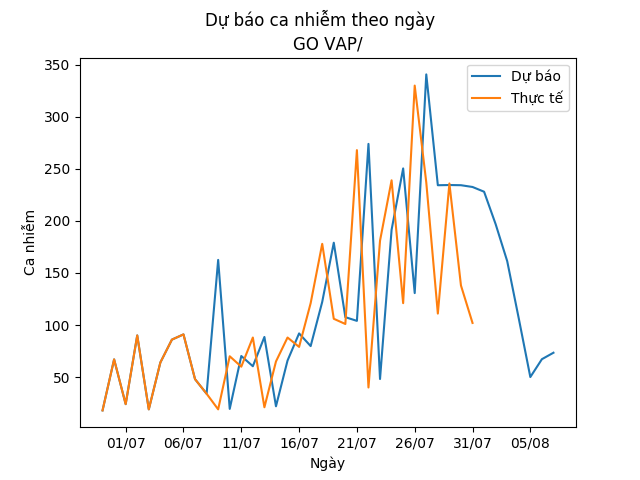 Dự báo ca nhiễm theo ngày
GO VAP/
Dự báo
Thực tế
Ca nhiễm
350
300
250
200
150
100
50
01/07 06/07 11/07 16/07 21/07 26/07 31/07 05/08
Ngày